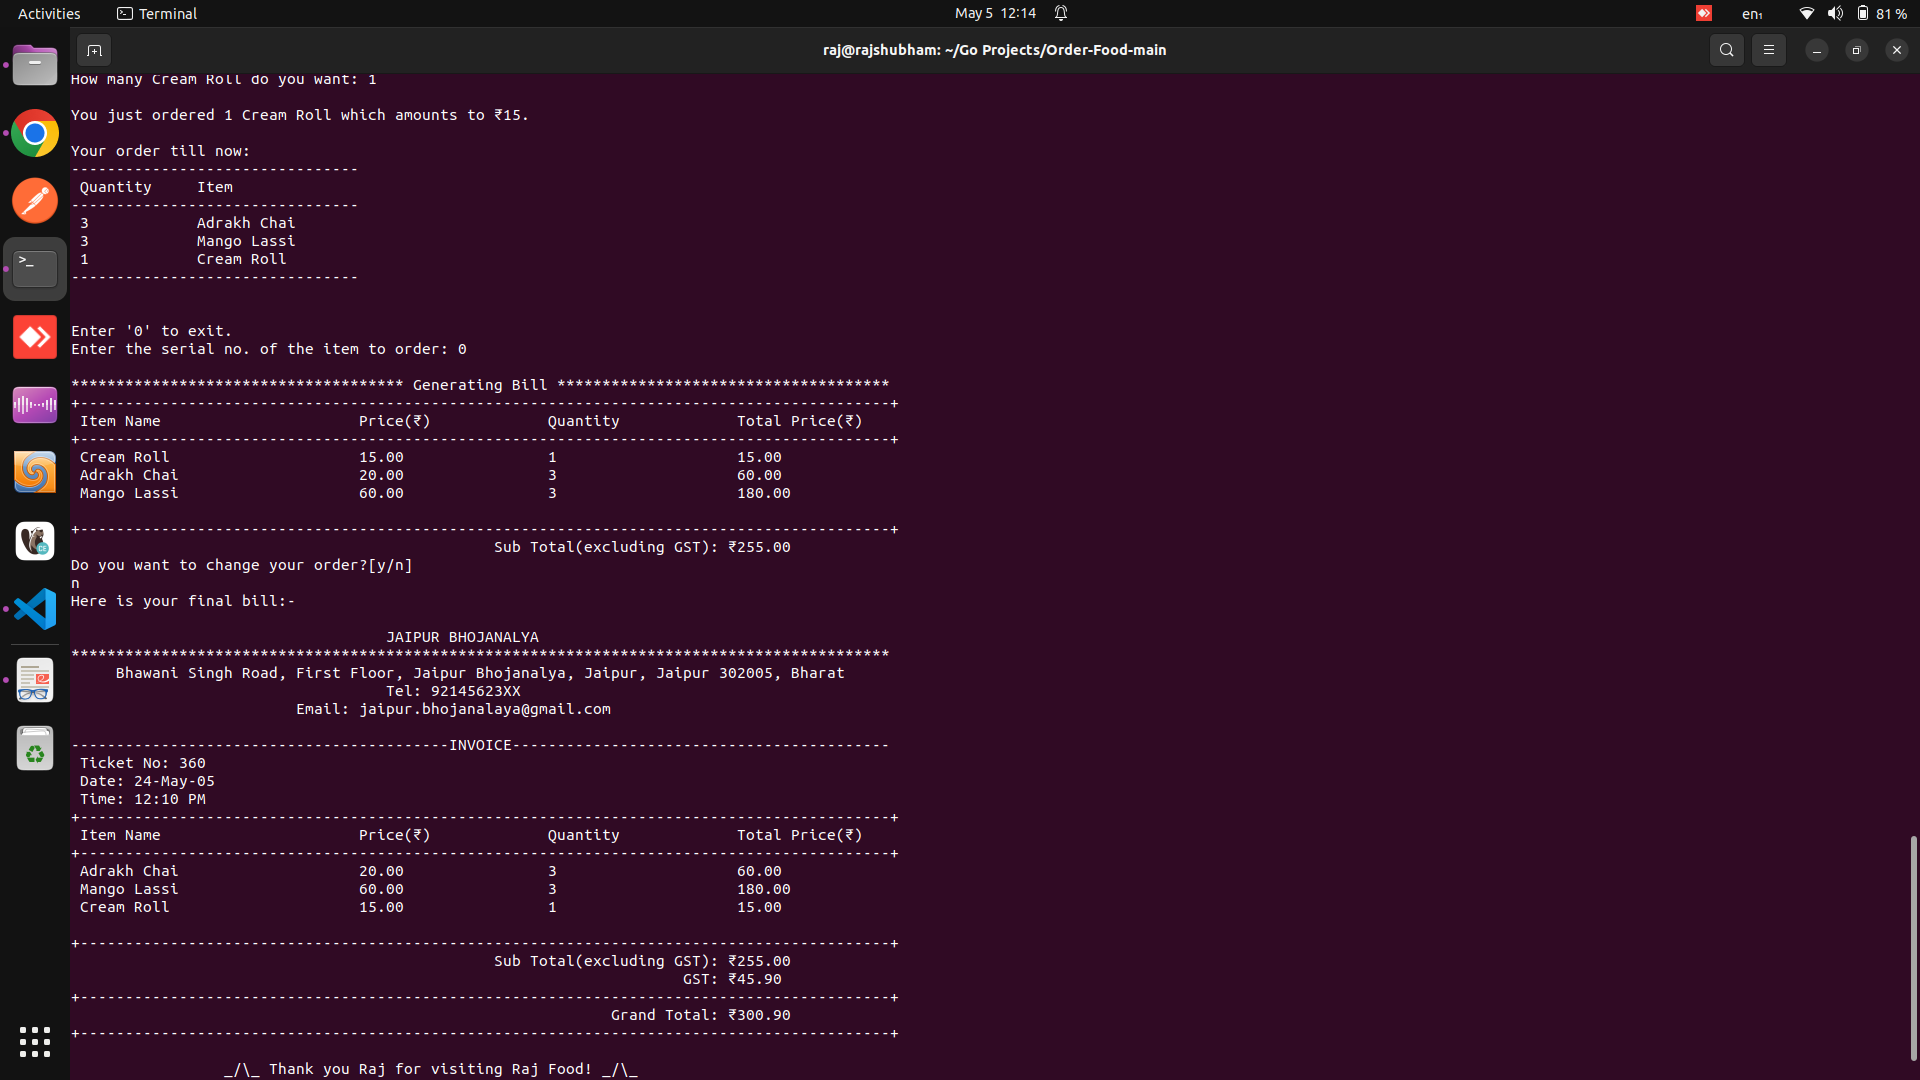 Activities Terminal May 5 12:14 en₁ 81 %
raj@rajshubham: ~/Go Projects/Order-Food-main
How many Cream Roll do you want: 1
You just ordered 1 Cream Roll which amounts to ₹15.
Your order till now:
--------------------------------
Quantity Item
--------------------------------
3 Adrakh Chai
3 Mango Lassi
1 Cream Roll
--------------------------------
Enter '0' to exit.
Enter the serial no. of the item to order: 0
************************************* Generating Bill *************************************
+------------------------------------------------------------------------------------------+
Item Name Price(₹) Quantity Total Price(₹)
+------------------------------------------------------------------------------------------+
Cream Roll 15.00 1 15.00
Adrakh Chai 20.00 3 60.00
Mango Lassi 60.00 3 180.00
+------------------------------------------------------------------------------------------+
Sub Total(excluding GST): ₹255.00
Do you want to change your order?[y/n]
n
Here is your final bill:-
JAIPUR BHOJANALYA
*******************************************************************************************
Bhawani Singh Road, First Floor, Jaipur Bhojanalya, Jaipur, Jaipur 302005, Bharat
Tel: 92145623XX
Email: jaipur.bhojanalaya@gmail.com
------------------------------------------INVOICE------------------------------------------
Ticket No: 360
Date: 24-May-05
Time: 12:10 PM
+------------------------------------------------------------------------------------------+
Item Name Price(₹) Quantity Total Price(₹)
+------------------------------------------------------------------------------------------+
Adrakh Chai 20.00 3 60.00
Mango Lassi 60.00 3 180.00
Cream Roll 15.00 1 15.00
+------------------------------------------------------------------------------------------+
Sub Total(excluding GST): ₹255.00
GST: ₹45.90
+------------------------------------------------------------------------------------------+
Grand Total: ₹300.90
+------------------------------------------------------------------------------------------+
_/\_ Thank you Raj for visiting Raj Food! _/\_